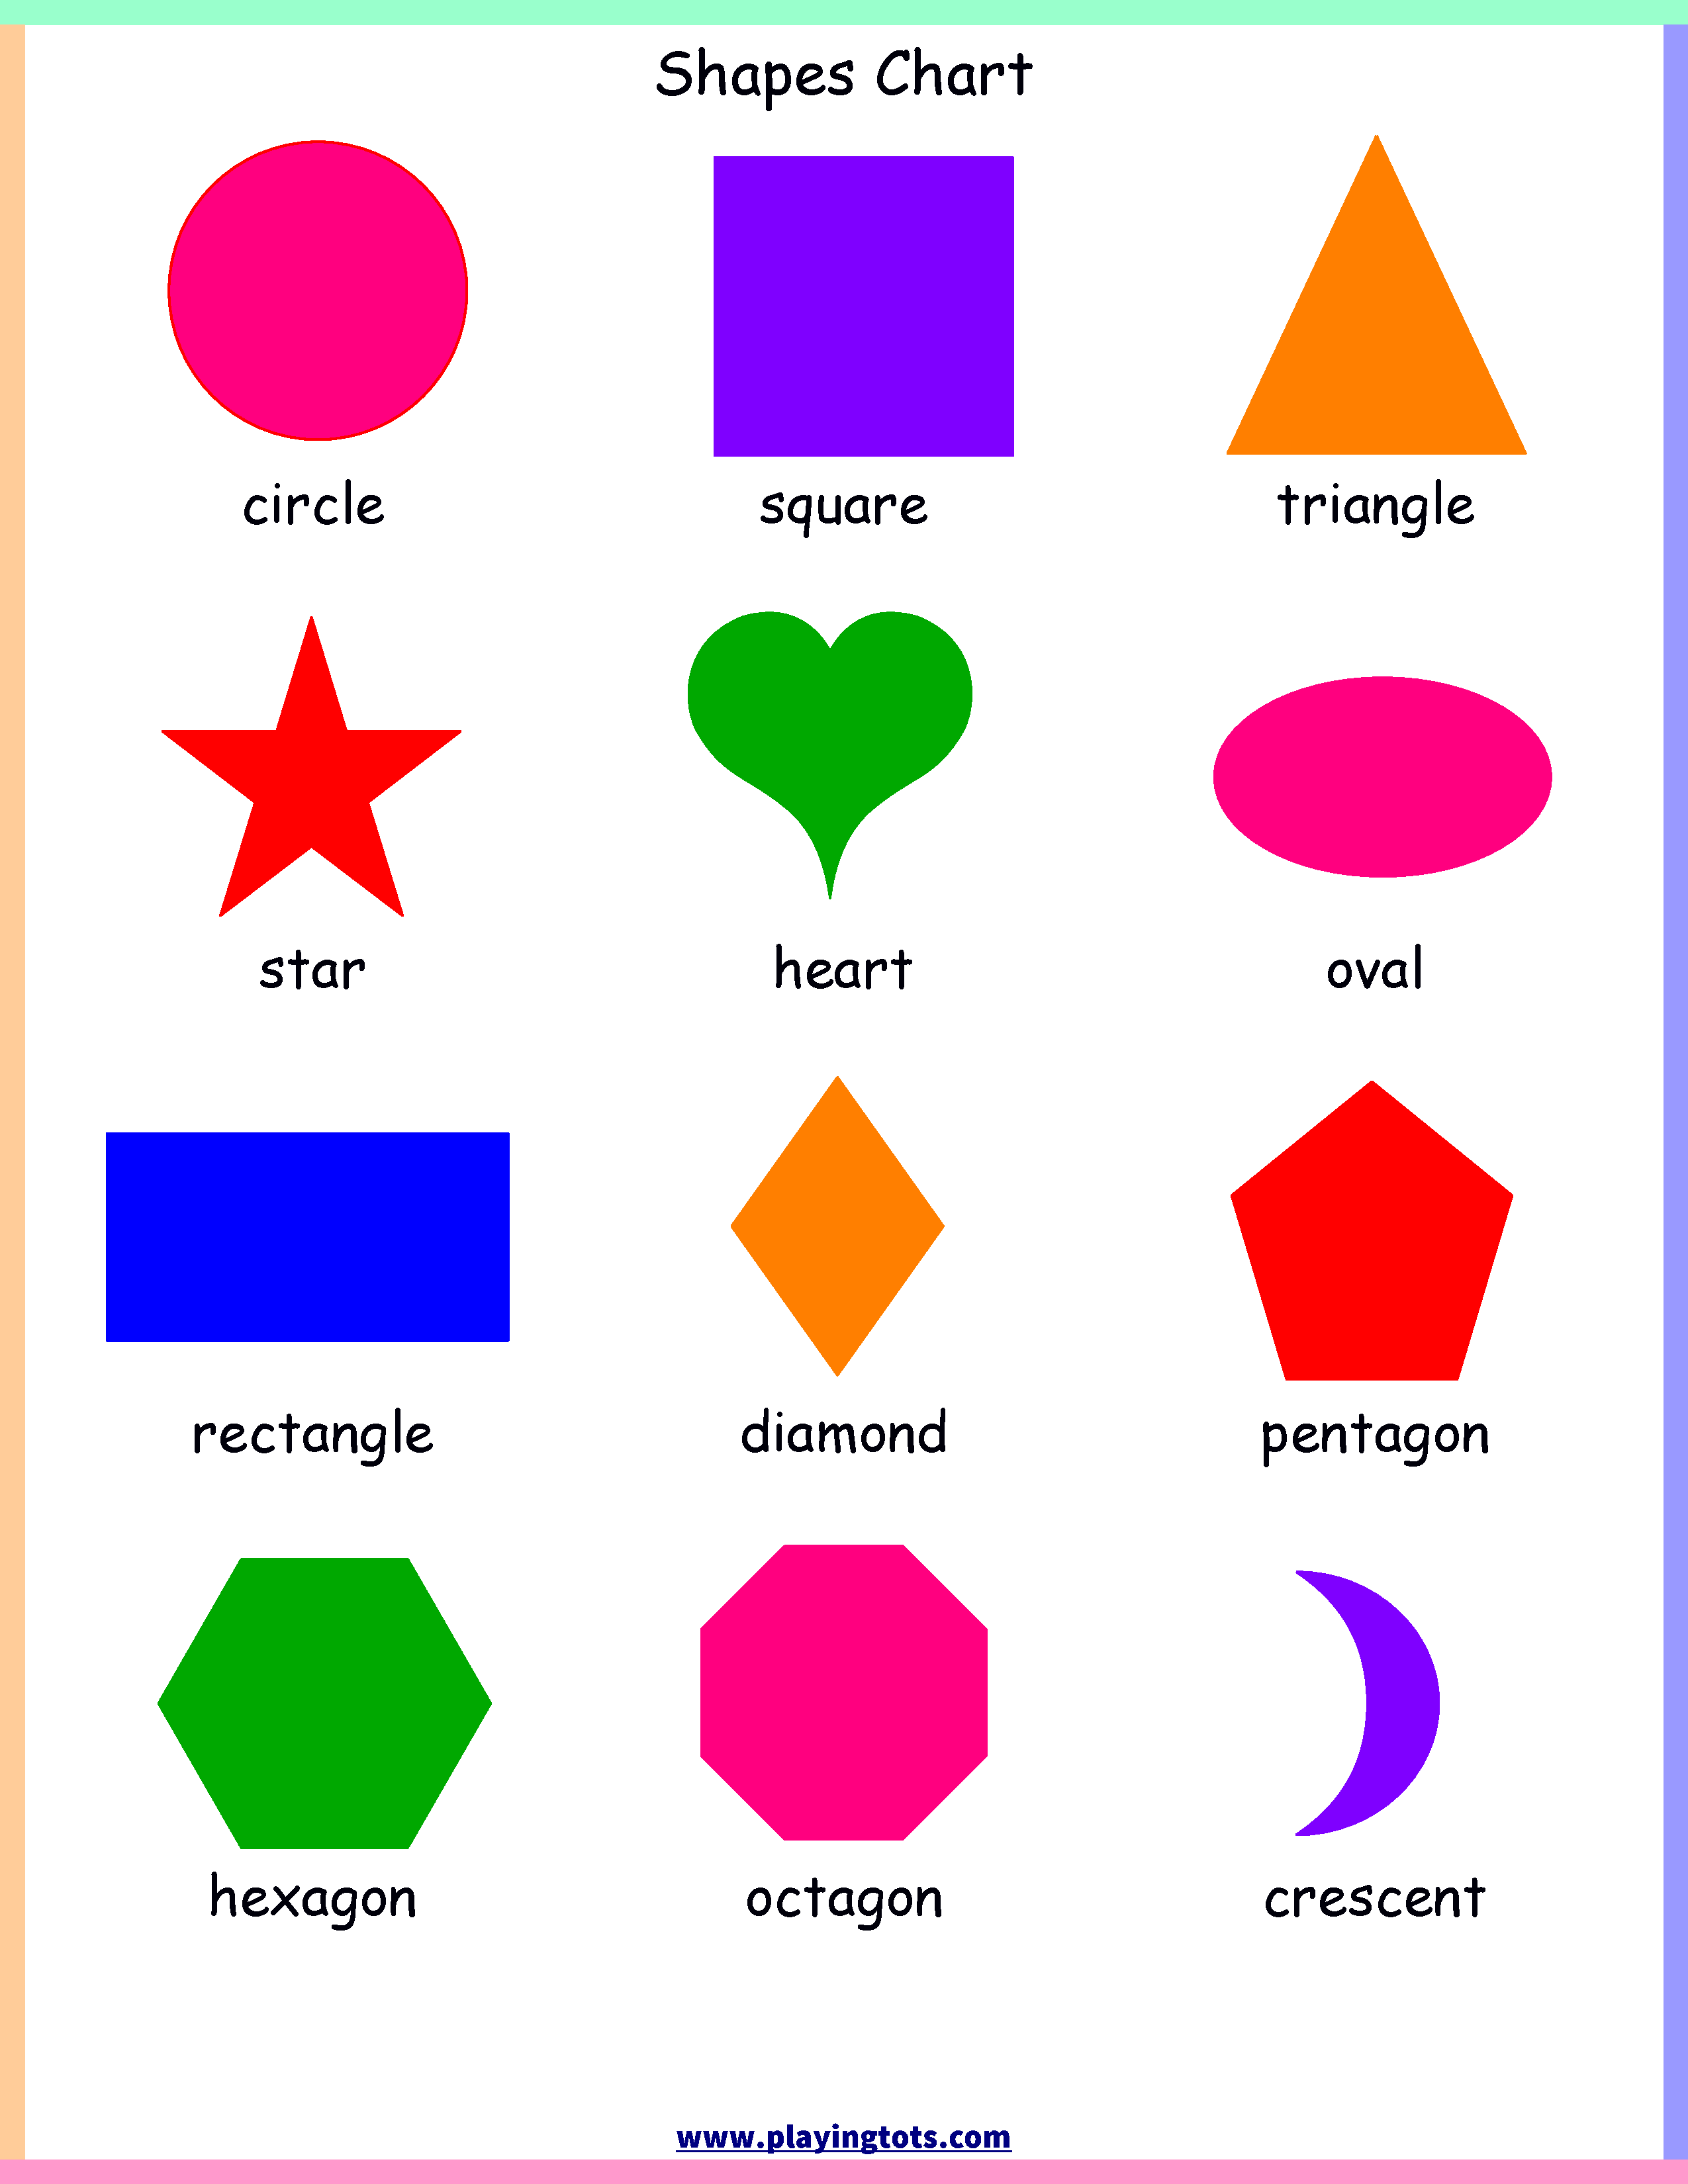 Shapes Chart
circle square triangle
star heart oval
rectangle diamond pentagon
hexagon octagon crescent
www.playingtots.com